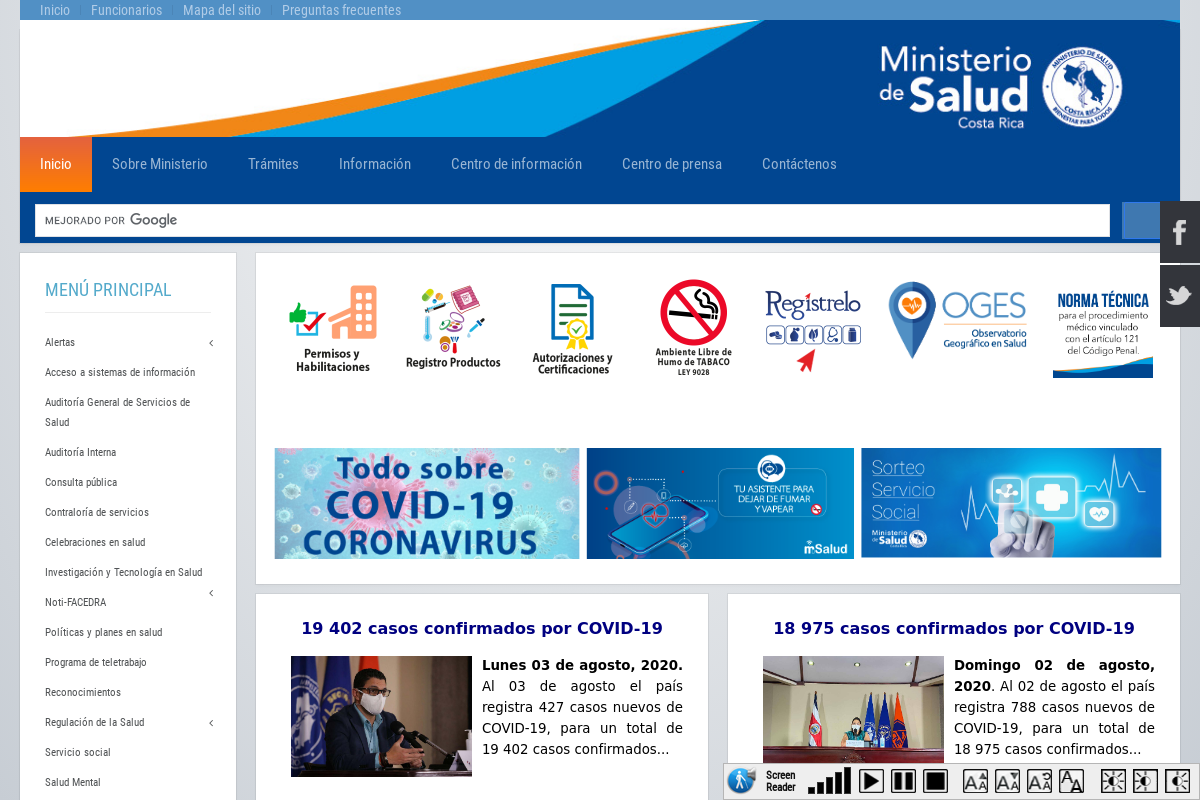 Inicio
Funcionarios
Mapa del sitio
Preguntas frecuentes
Ministerio
de Salud
Costa Rica
MINISTERIO DE SALUD
COSTA RICA
BIENESTAR PARA TODOS
Inicio
Sobre Ministerio
Trámites
Información
Centro de información
Centro de prensa
Contáctenos
MEJORADO POR Google
MENÚ PRINCIPAL
Alertas
Acceso a sistemas de información
Auditoría General de Servicios de
Salud
Auditoría Interna
Consulta pública
Contraloría de servicios
Celebraciones en salud
Investigación y Tecnología en Salud
Noti-FACEDRA
Políticas y planes en salud
Programa de teletrabajo
Reconocimientos
Regulación de la Salud
Servicio social
Salud Mental
Permisos y
Habilitaciones
Registro Productos
Autorizaciones y
Certificaciones
Ambiente Libre de
Humo de TABACO
LEY 9028
Regístrelo
OGES
Observatorio
Geográfico en Salud
NORMA TÉCNICA
para el procedimiento
médico vinculado
con el artículo 121
del Código Penal.
Todo sobre
COVID-19
CORONAVIRUS
TU ASISTENTE PARA
DEJAR DE FUMAR
Y VAPEAR
mSalud
Sorteo
Servicio
Social
Ministerio
de Salud
19 402 casos confirmados por COVID-19
Lunes 03 de agosto, 2020.
Al 03 de agosto el país
registra 427 casos nuevos de
COVID-19, para un total de
19 402 casos confirmados...
18 975 casos confirmados por COVID-19
Domingo 02 de agosto,
2020. Al 02 de agosto el país
registra 788 casos nuevos de
COVID-19, para un total de
18 975 casos confirmados...
Screen
Reader